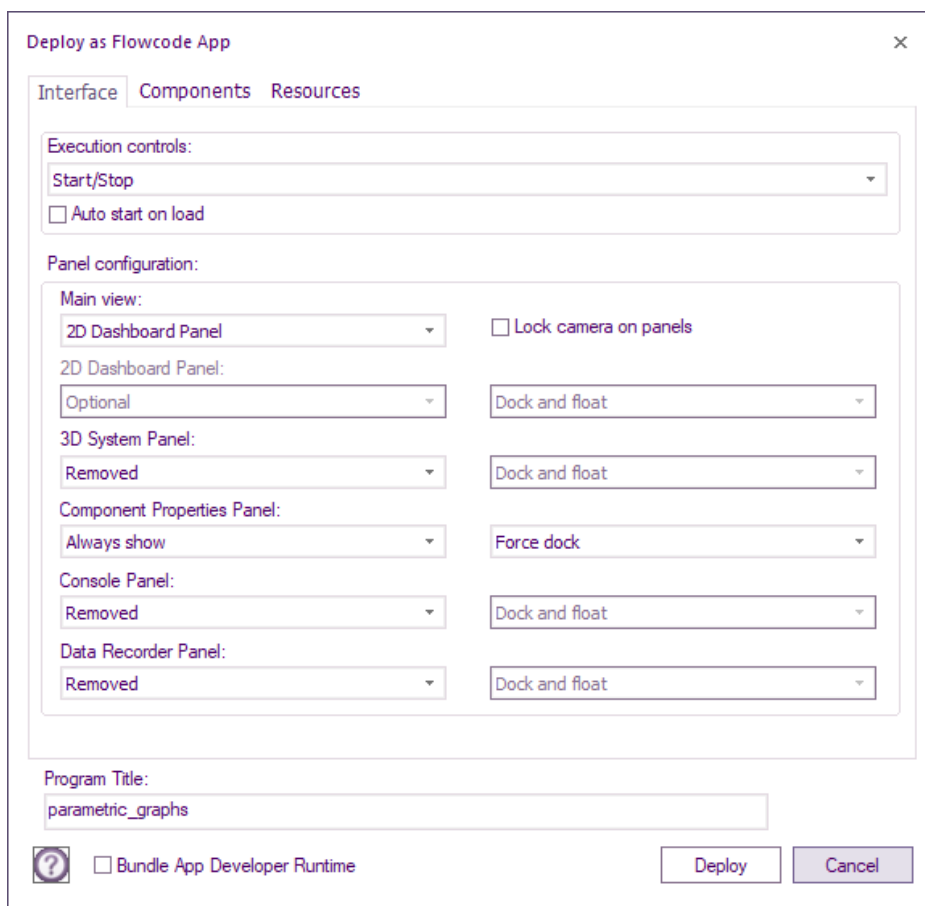 Deploy as Flowcode App
Interface Components Resources
Execution controls:
Start/Stop
Auto start on load
Panel configuration:
Main view:
2D Dashboard Panel
Lock camera on panels
2D Dashboard Panel:
Optional
Dock and float
3D System Panel:
Removed
Dock and float
Component Properties Panel:
Always show
Force dock
Console Panel:
Removed
Dock and float
Data Recorder Panel:
Removed
Dock and float
Program Title:
parametric_graphs
?
Bundle App Developer Runtime
Deploy
Cancel